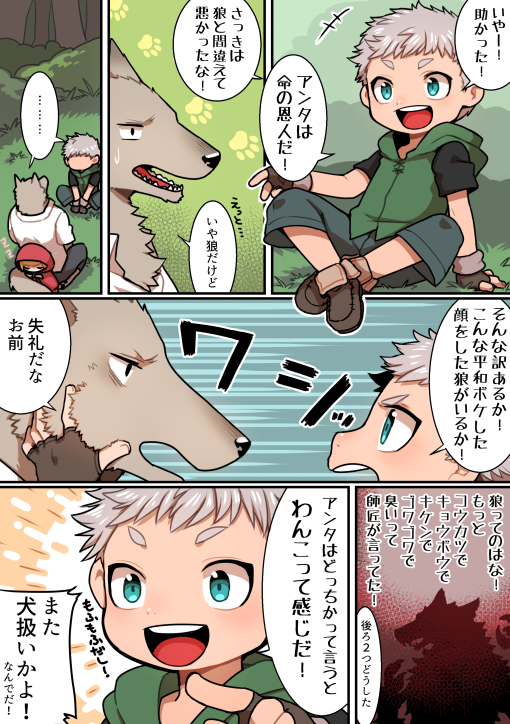 いやー！
助かった！
アンタは
命の恩人だ！
さっきは
狼と間違えて
悪かったな！
えっと…
いや狼だけど
………
zzz
そんな訳あるか！
こんな平和ボケした
顔をした狼がいるか！
ワシッ
失礼だな
お前
狼ってのはな！
もっと
コウカツで
キョウボウで
キケンで
ゴワゴワで
臭いって
師匠が言ってた！
後ろ2つどうした
アンタはどっちかって言うと
わんこって感じだ！
もふもふだし！
また
犬扱いかよ！
なんでだ！